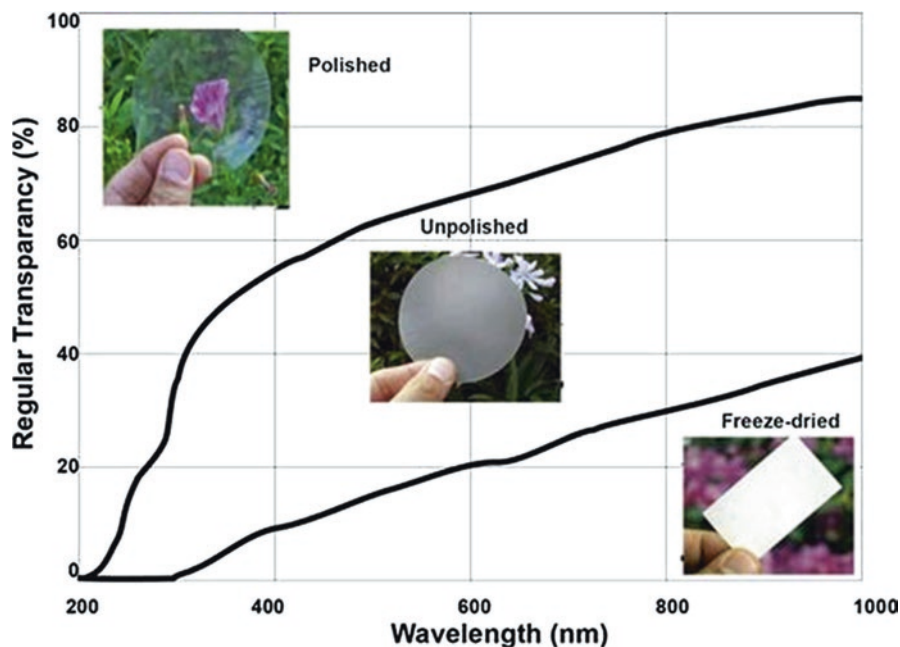 100
80
60
40
20
0
Regular Transparancy (%)
Polished
Unpolished
Freeze-dried
200 400 600 800 1000
Wavelength (nm)